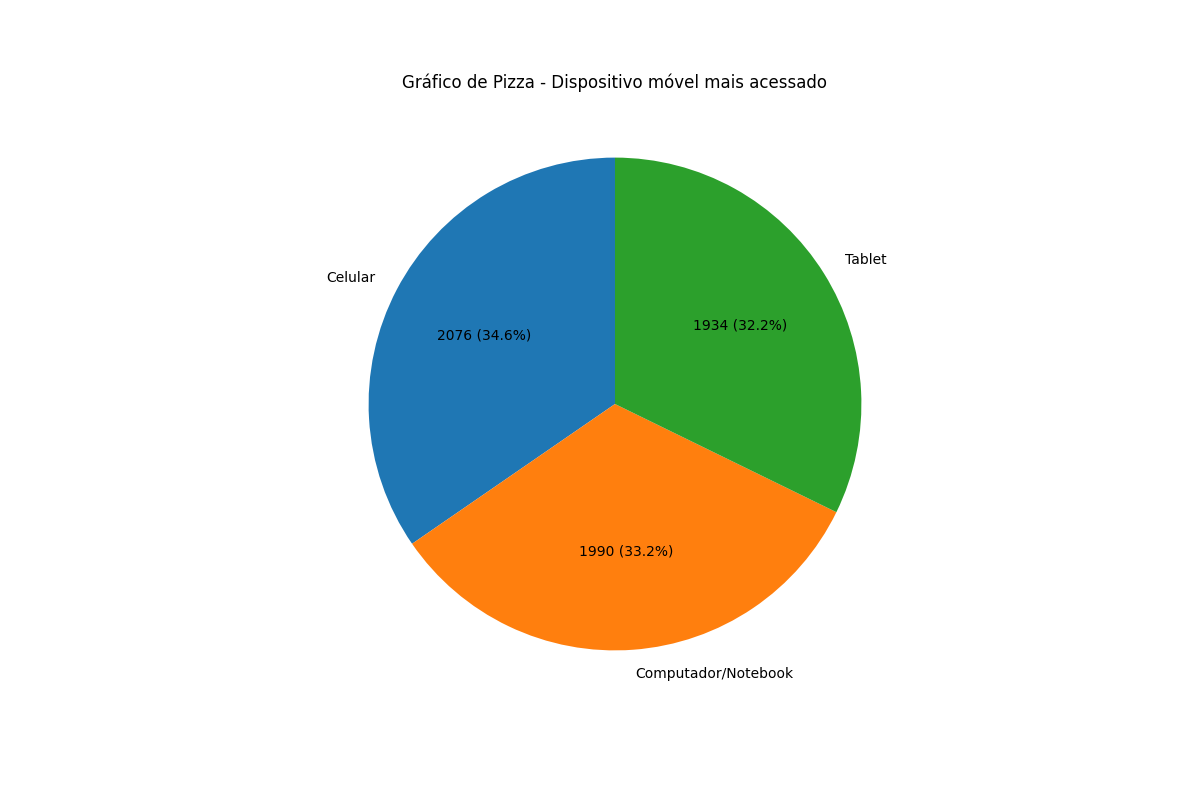 Gráfico de Pizza - Dispositivo móvel mais acessado
Tablet
Celular
1934 (32.2%)
2076 (34.6%)
1990 (33.2%)
Computador/Notebook